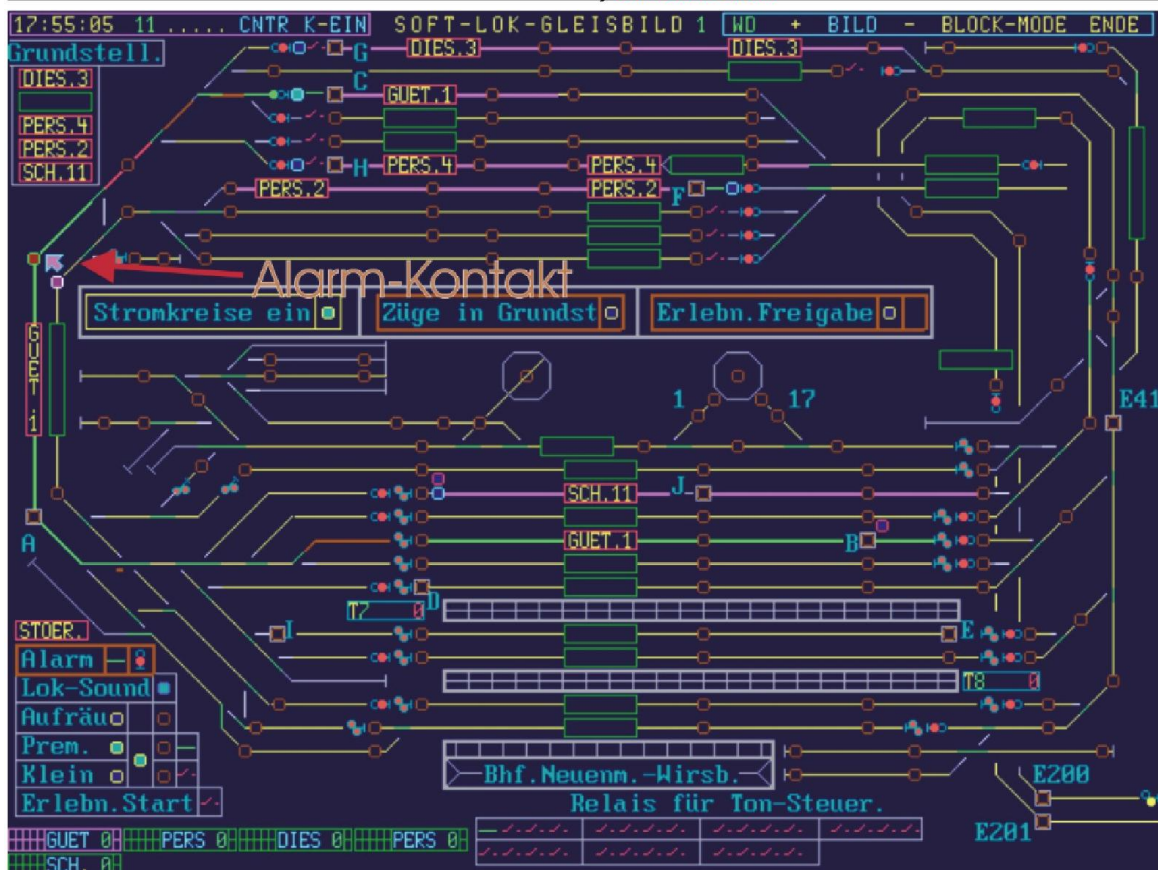 17:55:05 11 ..... CNTR K-EIN SOFT-LOK-GLEISBILD 1 WD + BILD - BLOCK-MODE ENDE
Grundstell.
DIES.3
PERS.4
PERS.2
SCH.11
G DIES.3 DIES.3
C
GUET.1
H PERS.4 PERS.4
PERS.2 PERS.2
F
Alarm-Kontakt
Stromkreise ein Züge in Grundst Erlebn.Freigabe
1 17 E41
SCH.11 J
A GUET.1 B
D
T7 0
STOER. I E
Alarm
Lok-Sound T8 0
Aufräu
Prem.
Klein Bhf.Neuenm.-Wirsb. E200
Erlebn.Start Relais für Ton-Steuer.
E201
GUET 0 PERS 0 DIES 0 PERS 0
SCH. 0